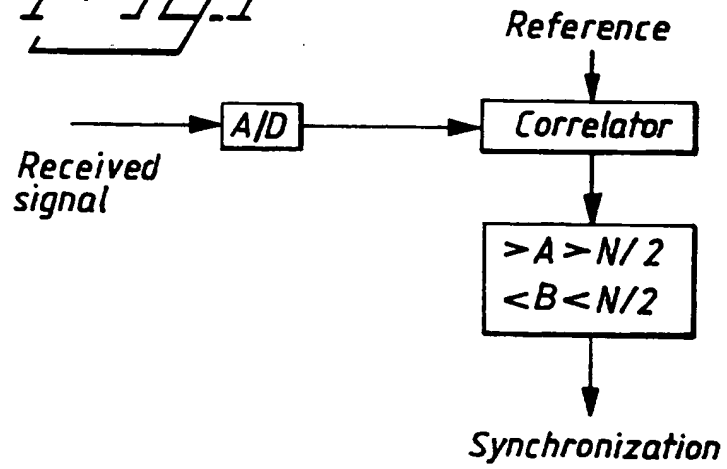 Reference
A/D
Correlator
Received
signal
>A>N/2
<B<N/2
Synchronization